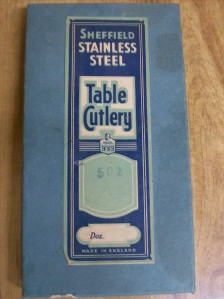 SHEFFIELD
STAINLESS
STEEL
Table
Cutlery
502
Doz.
MADE IN ENGLAND